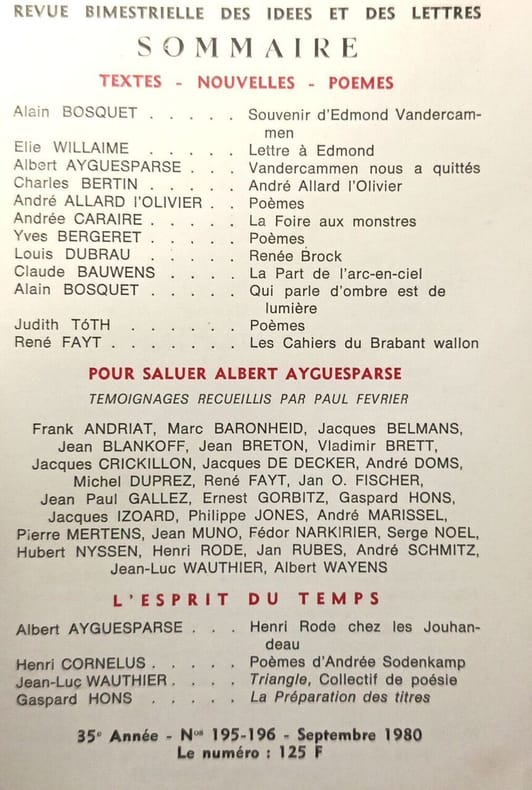 REVUE BIMESTRIELLE DES IDEES ET DES LETTRES
SOMMAIRE
TEXTES - NOUVELLES - POEMES
Alain BOSQUET . . . . . Souvenir d'Edmond Vandercam-
men
Elie WILLAIME . . . . . Lettre à Edmond
Albert AYGUESPARSE . . . Vandercammen nous a quittés
Charles BERTIN . . . . . André Allard l'Olivier
André ALLARD l'OLIVIER . . Poèmes
Andrée CARAIRE . . . . La Foire aux monstres
Yves BERGERET . . . . . Poèmes
Louis DUBRAU . . . . . Renée Brock
Claude BAUWENS . . . . La Part de l'arc-en-ciel
Alain BOSQUET . . . . . Qui parle d'ombre est de
lumière
Judith TóTH . . . . . . Poèmes
René FAYT . . . . . . Les Cahiers du Brabant wallon
POUR SALUER ALBERT AYGUESPARSE
TEMOIGNAGES RECUEILLIS PAR PAUL FEVRIER
Frank ANDRIAT, Marc BARONHEID, Jacques BELMANS,
Jean BLANKOFF, Jean BRETON, Vladimir BRETT,
Jacques CRICKILLON, Jacques DE DECKER, André DOMS,
Michel DUPREZ, René FAYT, Jan O. FISCHER,
Jean Paul GALLEZ, Ernest GORBITZ, Gaspard HONS,
Jacques IZOARD, Philippe JONES, André MARISSEL,
Pierre MERTENS, Jean MUNO, Fédor NARKIRIER, Serge NOEL,
Hubert NYSSEN, Henri RODE, Jan RUBES, André SCHMITZ,
Jean-Luc WAUTHIER, Albert WAYENS
L'ESPRIT DU TEMPS
Albert AYGUESPARSE . . . Henri Rode chez les Jouhan-
deau
Henri CORNELUS . . . . . Poèmes d'Andrée Sodenkamp
Jean-Luc WAUTHIER . . . . Triangle, Collectif de poésie
Gaspard HONS . . . . . La Préparation des titres
35e Année - Nos 195-196 - Septembre 1980
Le numéro : 125 F